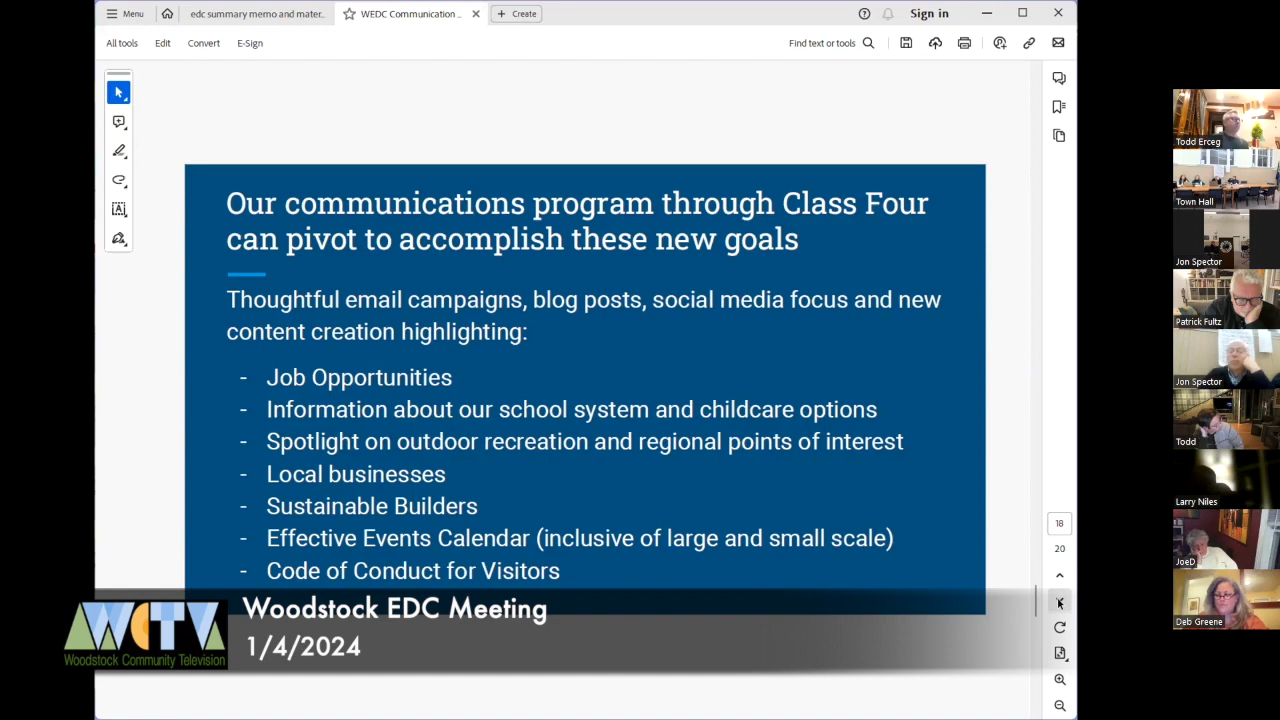 Menu
edc summary memo and mater...
WEDC Communication ...
Create
Sign in
All tools
Edit
Convert
E-Sign
Find text or tools
Our communications program through Class Four
can pivot to accomplish these new goals
Thoughtful email campaigns, blog posts, social media focus and new
content creation highlighting:
- Job Opportunities
- Information about our school system and childcare options
- Spotlight on outdoor recreation and regional points of interest
- Local businesses
- Sustainable Builders
- Effective Events Calendar (inclusive of large and small scale)
- Code of Conduct for Visitors
18
20
WCTV
Woodstock Community Television
Woodstock EDC Meeting
1/4/2024
Todd Erceg
Town Hall
Jon Spector
Patrick Fultz
Jon Spector
Todd
Larry Niles
JoeD
Deb Greene